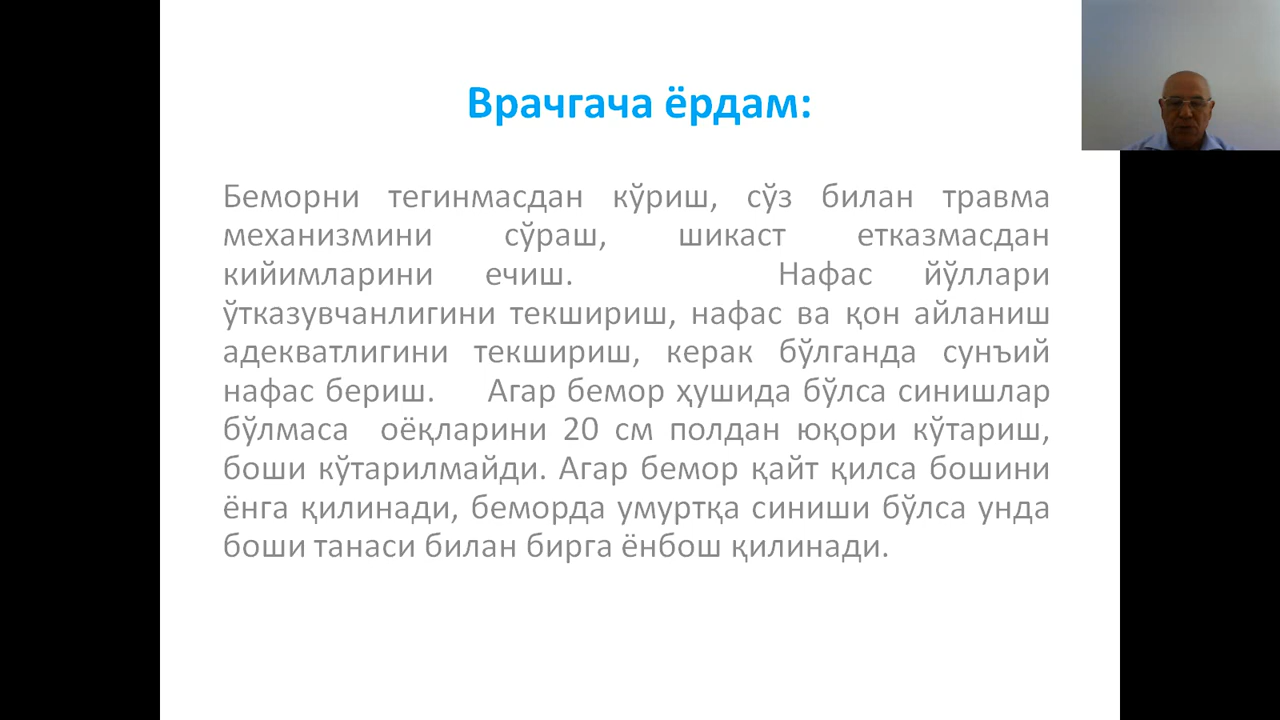 Врачгача ёрдам:
Беморни тегинмасдан кўриш, сўз билан травма
механизмини сўраш, шикаст етказмасдан
кийимларини ечиш. Нафас йўллари
ўтказувчанлигини текшириш, нафас ва қон айланиш
адекватлигини текшириш, керак бўлганда сунъий
нафас бериш. Агар бемор ҳушида бўлса синишлар
бўлмаса оёқларини 20 см полдан юқори кўтариш,
боши кўтарилмайди. Агар бемор қайт қилса бошини
ёнга қилинади, беморда умуртқа синиши бўлса унда
боши танаси билан бирга ёнбош қилинади.